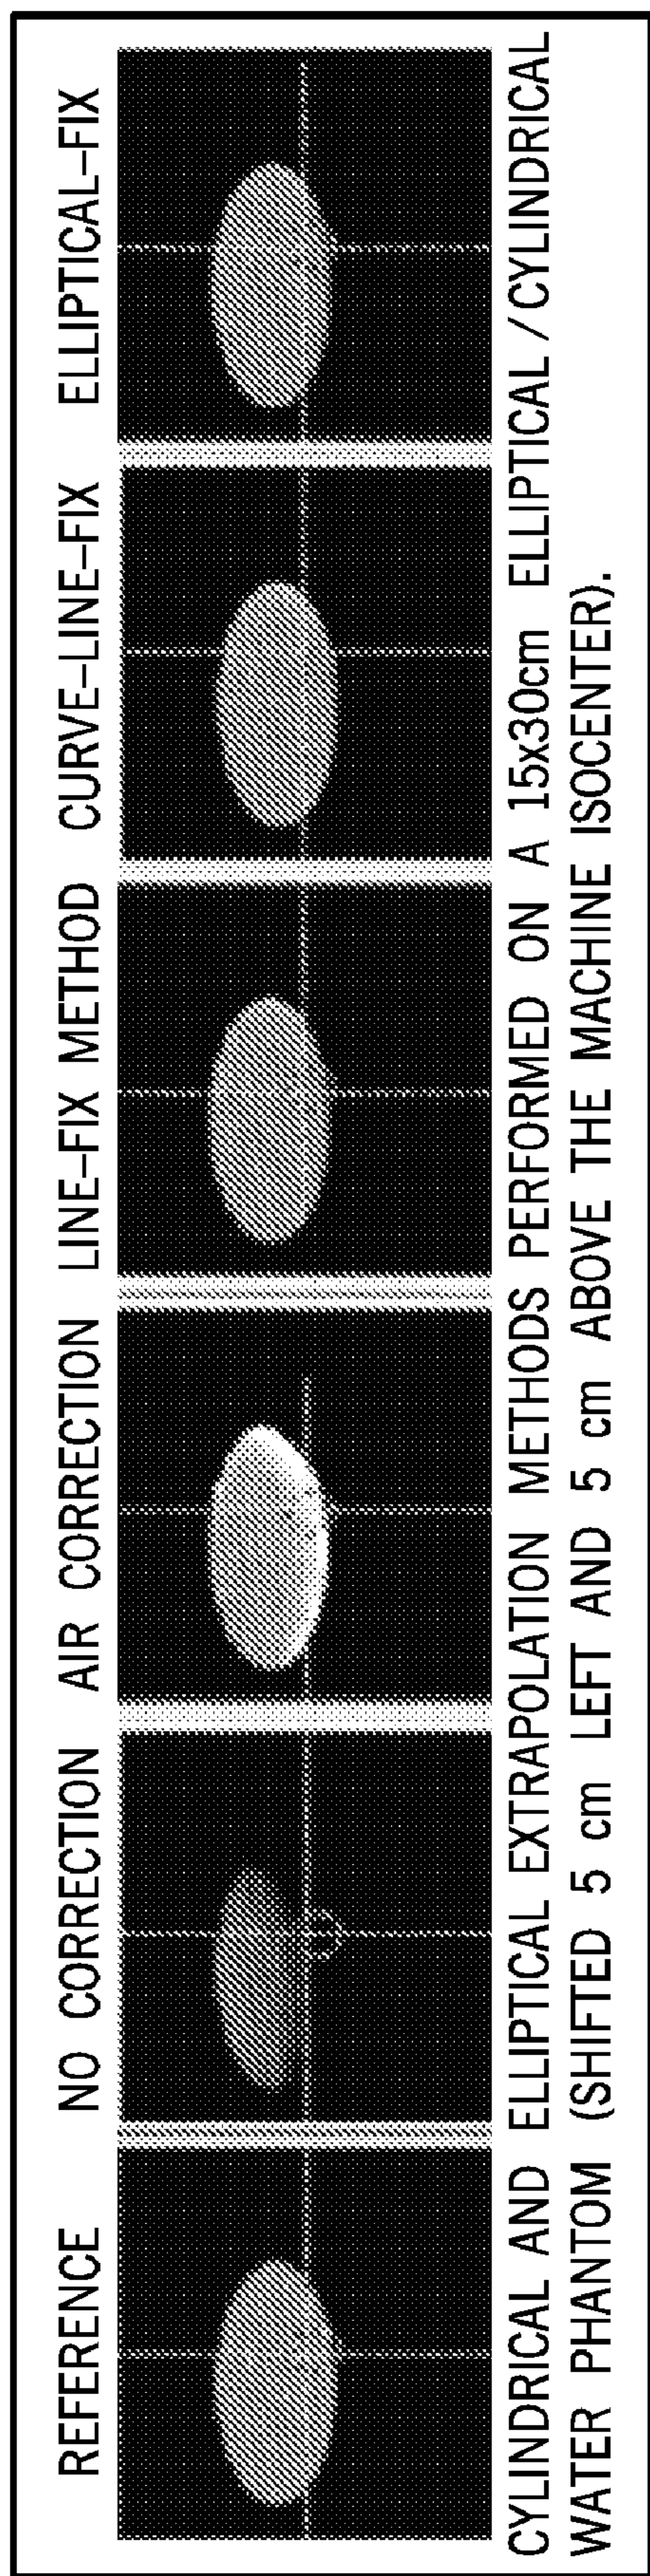 REFERENCE NO CORRECTION AIR CORRECTION LINE-FIX METHOD CURVE-LINE-FIX ELLIPTICAL-FIX
CYLINDRICAL AND ELLIPTICAL EXTRAPOLATION METHODS PERFORMED ON A 15x30cm ELLIPTICAL/CYLINDRICAL
WATER PHANTOM (SHIFTED 5 cm LEFT AND 5 cm ABOVE THE MACHINE ISOCENTER).